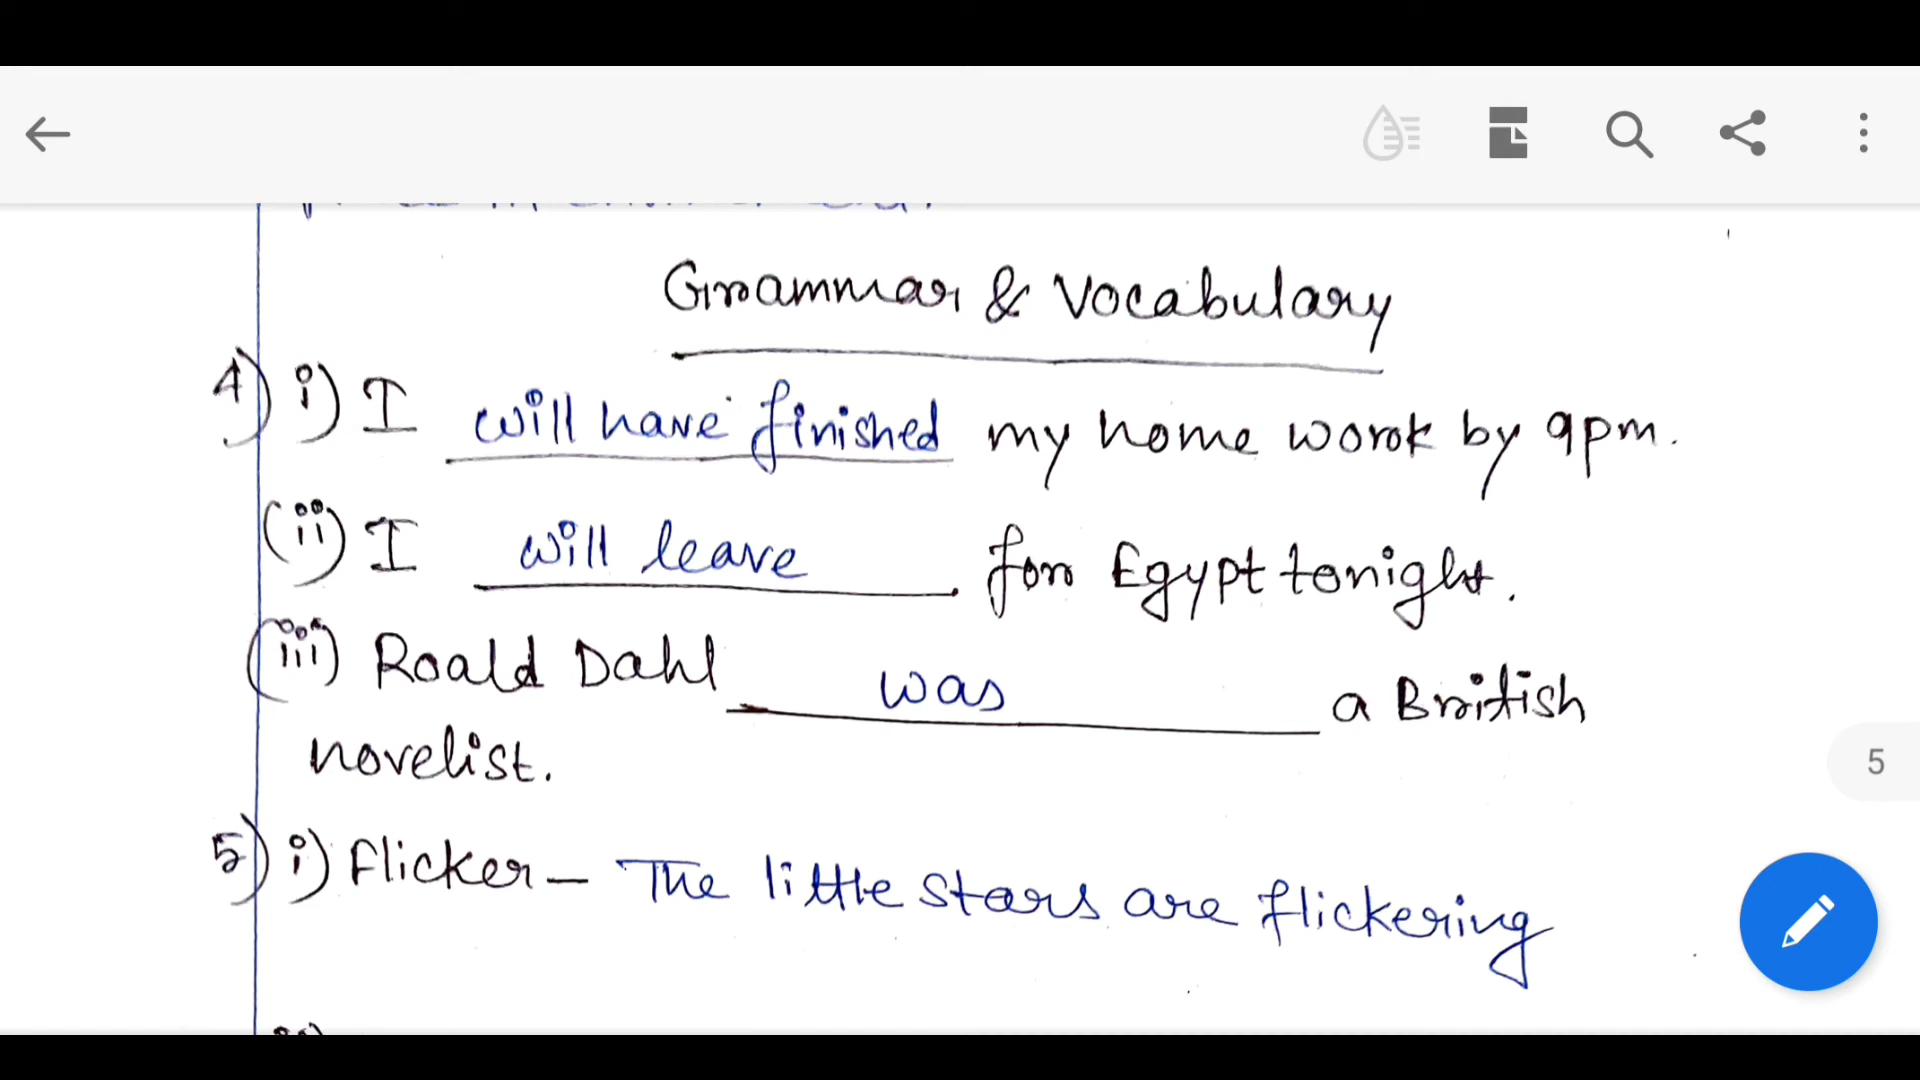 Grammar & Vocabulary
4) i) I will have finished my home work by 9pm.
(ii) I will leave for Egypt tonight.
(iii) Roald Dahl was a British
novelist.
5
5) i) Flicker - The little stars are flickering